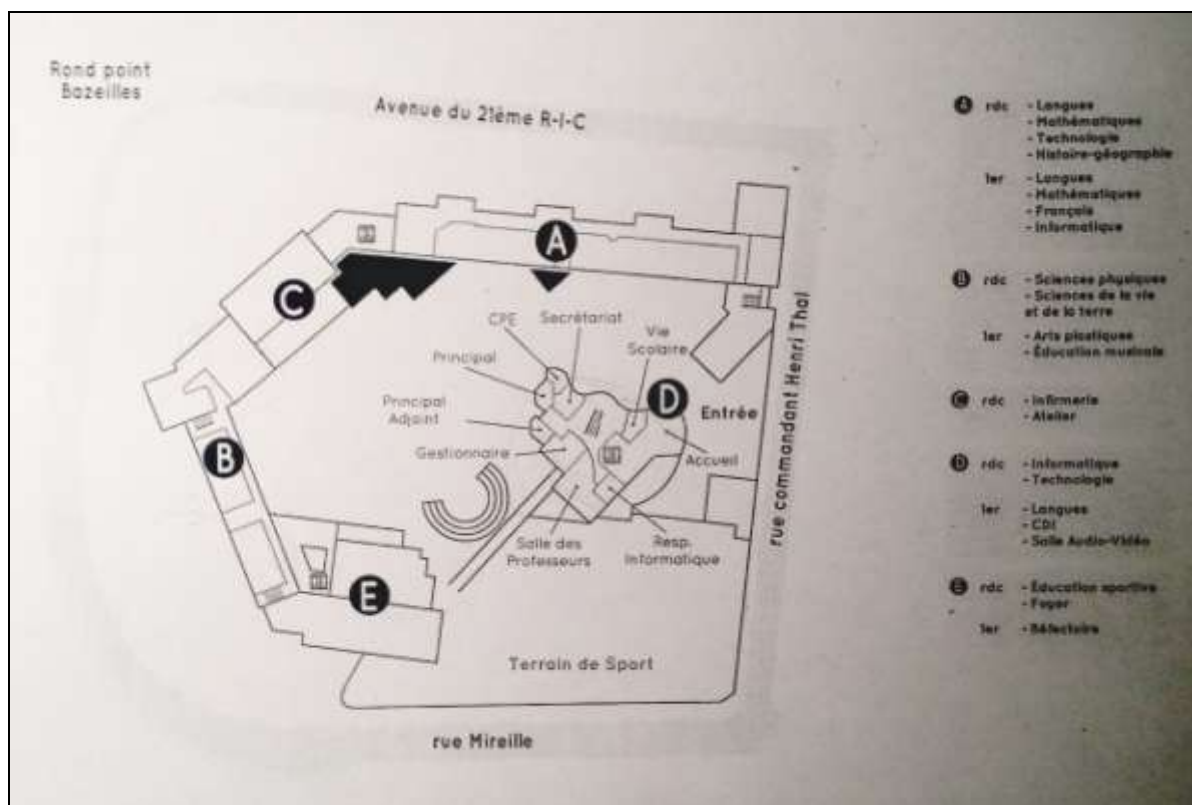 Rond point
Bazeilles
Avenue du 21ème R-I-C
A
C
B
E
D
CPE
Secrétariat
Vie
Scolaire
Principal
Principal
Adjoint
Gestionnaire
Entrée
Accueil
Salle des
Professeurs
Resp.
Informatique
rue commandant Henri Thal
Terrain de Sport
rue Mireille
A rdc - Langues
- Mathématiques
- Technologie
- Histoire-géographie
1er - Langues
- Mathématiques
- Français
- Informatique
B rdc - Sciences physiques
- Sciences de la vie
et de la terre
1er - Arts plastiques
- Éducation musicale
C rdc - Infirmerie
- Atelier
D rdc - Informatique
- Technologie
1er - Langues
- CDI
- Salle Audio-Vidéo
E rdc - Éducation sportive
- Foyer
1er - Réfectoire